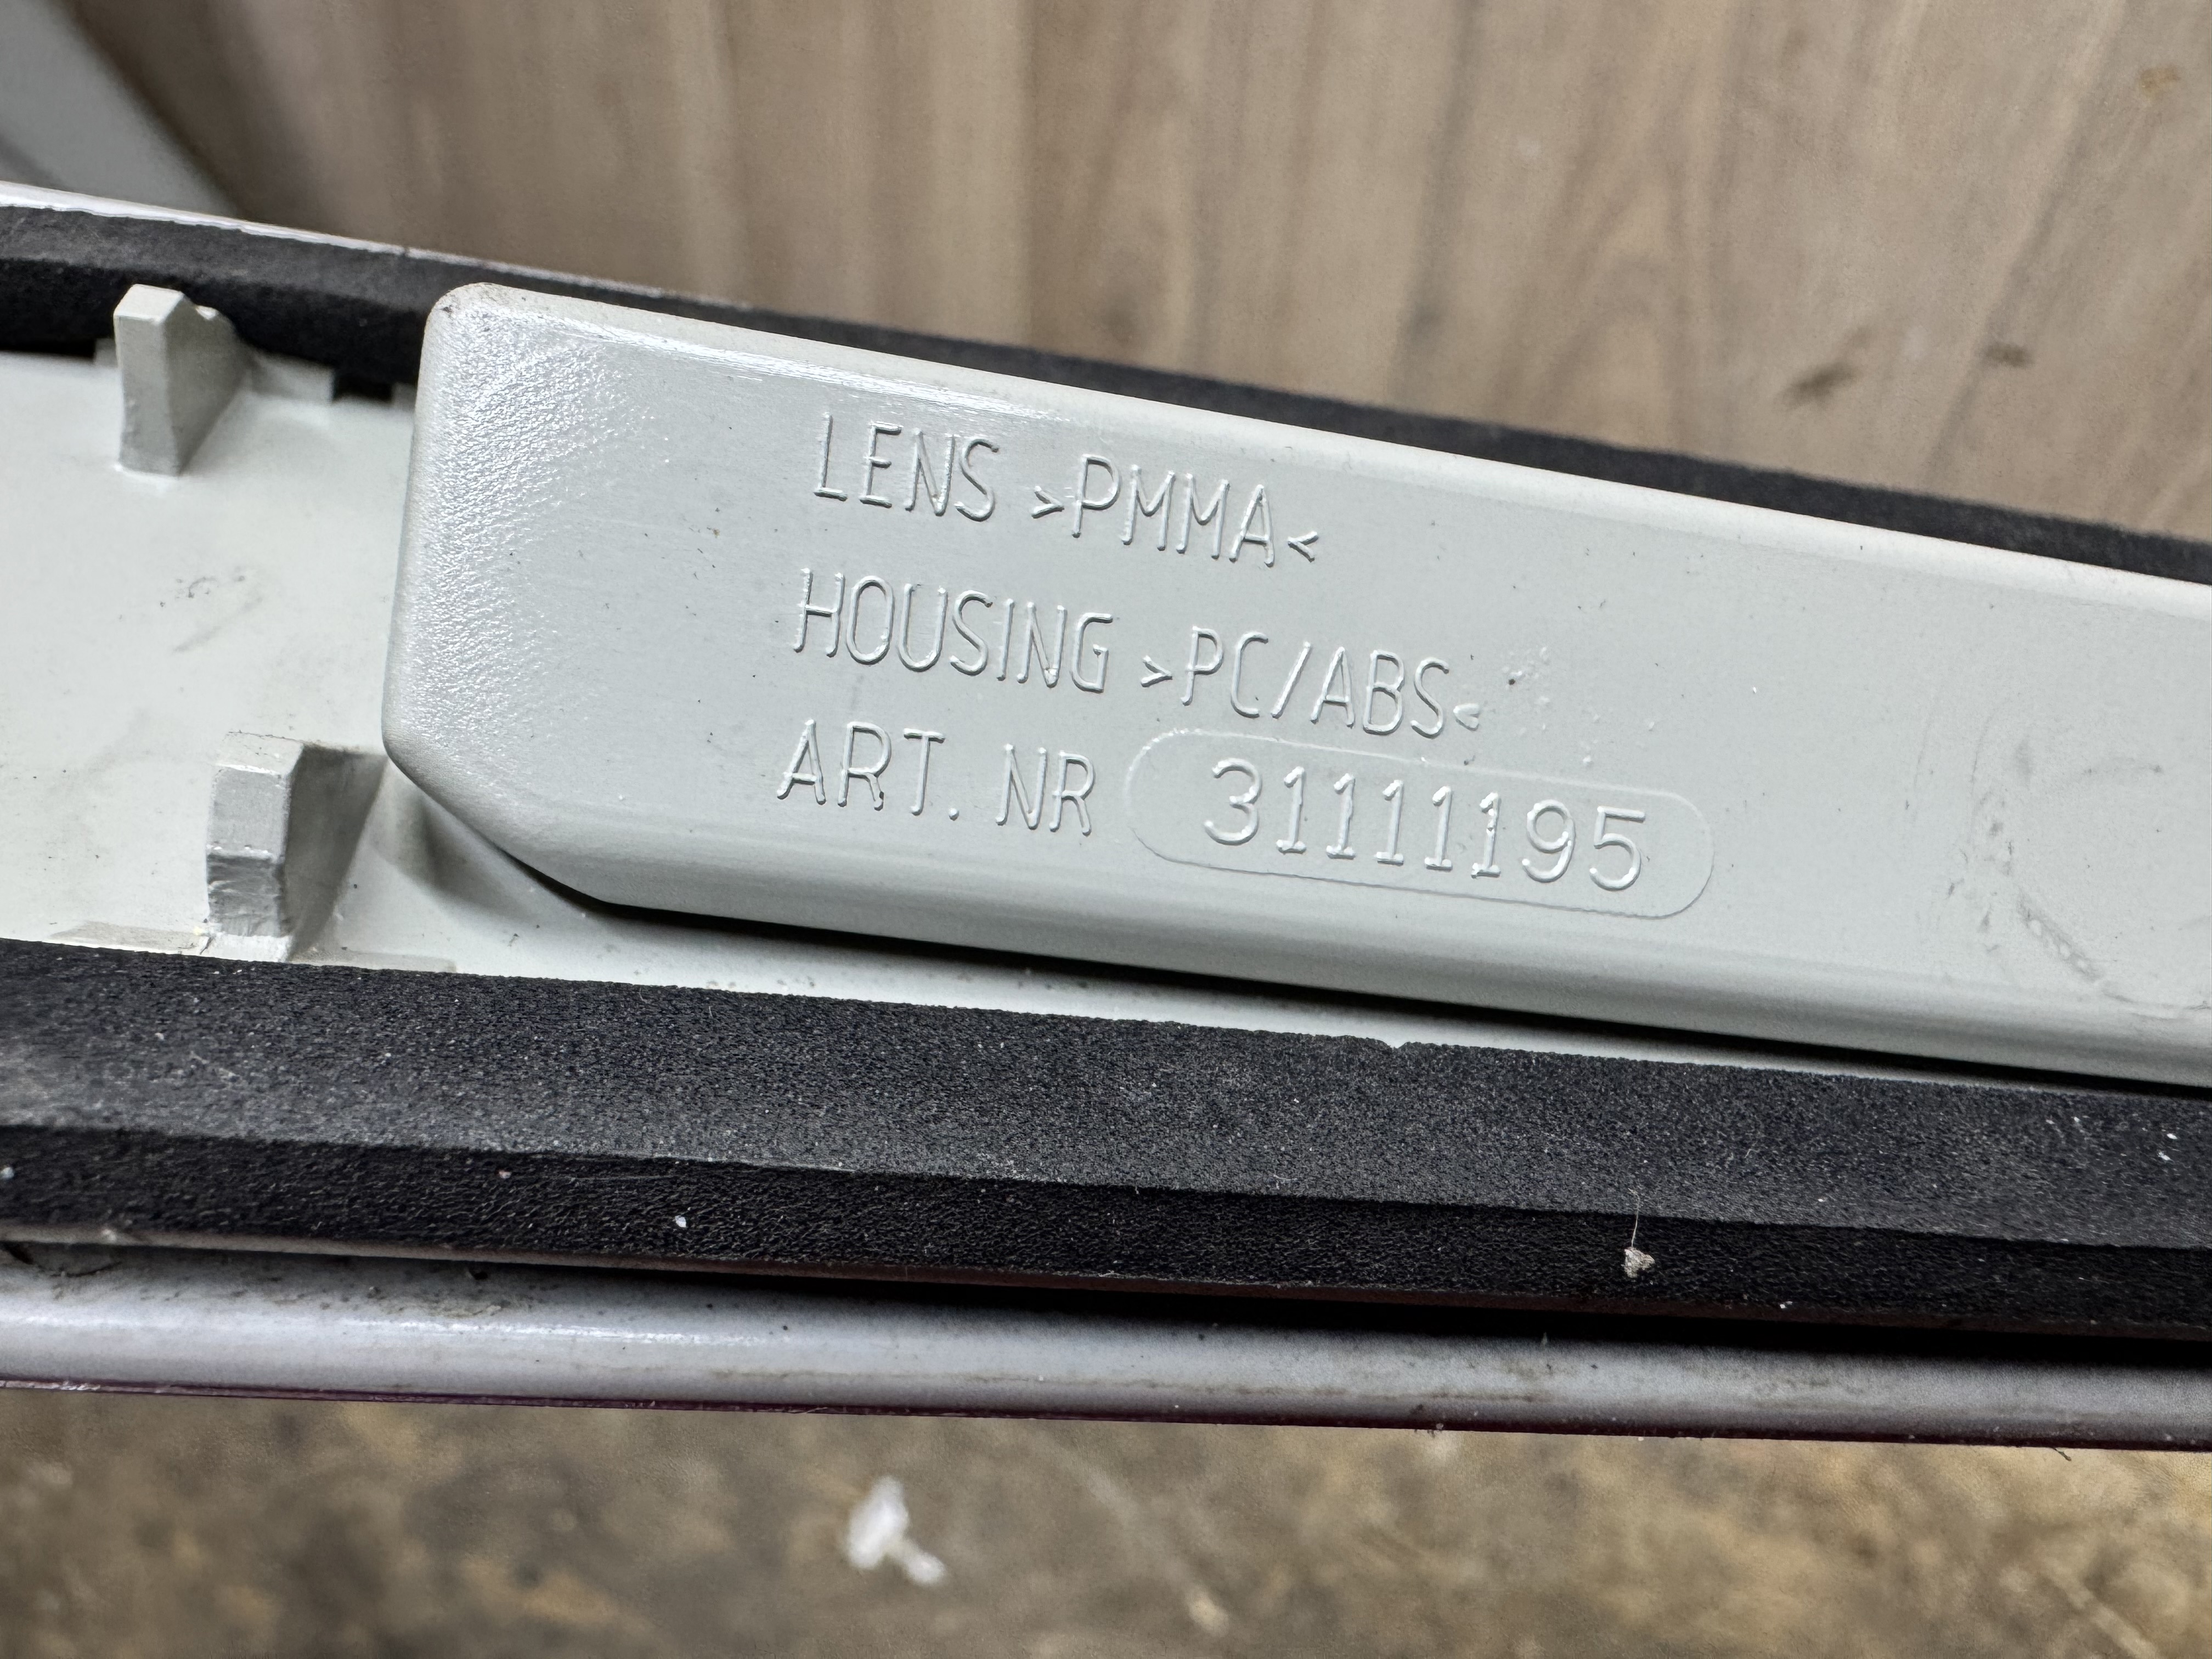 LENS >PMMA<
HOUSING >PC/ABS<
ART. NR 31111195